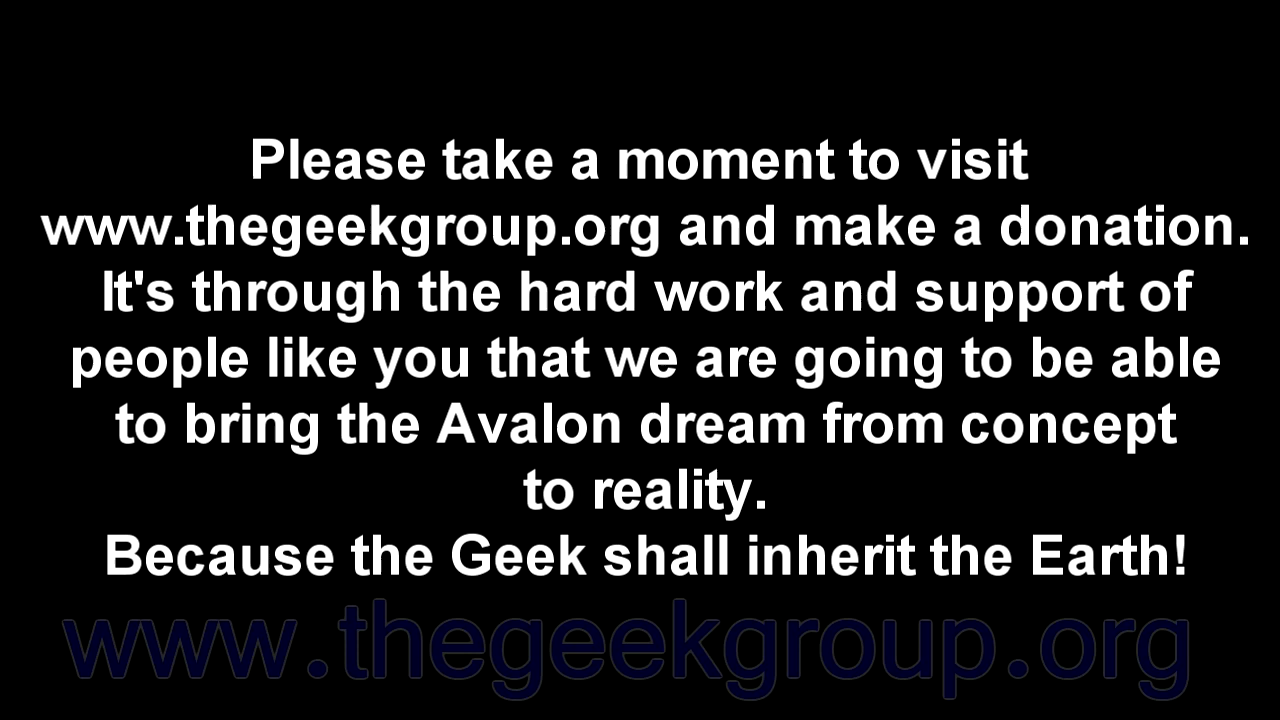 Please take a moment to visit
www.thegeekgroup.org and make a donation.
It's through the hard work and support of
people like you that we are going to be able
to bring the Avalon dream from concept
to reality.
Because the Geek shall inherit the Earth!
www.thegeekgroup.org